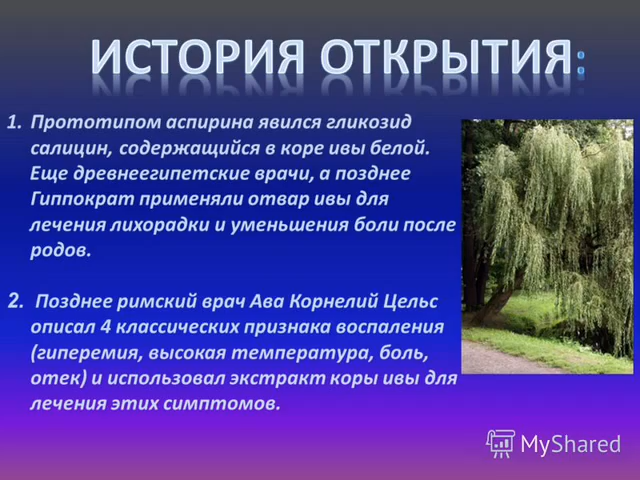 ИСТОРИЯ ОТКРЫТИЯ:
1. Прототипом аспирина явился гликозид
салицин, содержащийся в коре ивы белой.
Еще древнеегипетские врачи, а позднее
Гиппократ применяли отвар ивы для
лечения лихорадки и уменьшения боли после
родов.
2. Позднее римский врач Ава Корнелий Цельс
описал 4 классических признака воспаления
(гиперемия, высокая температура, боль,
отек) и использовал экстракт коры ивы для
лечения этих симптомов.
MyShared